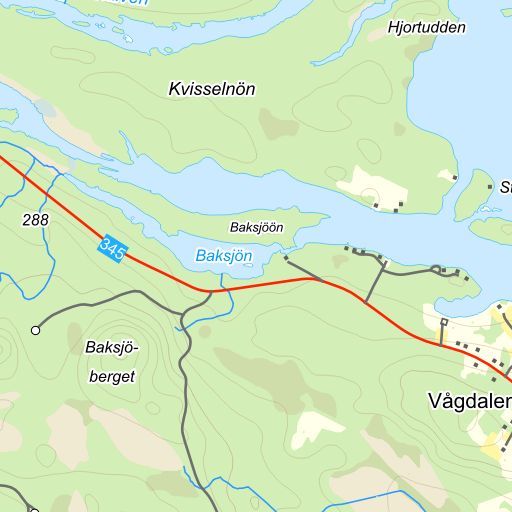 Hjortudden
Kvisselnön
288
Baksjöön
345
Baksjön
Baksjö-
berget
Vågdalen